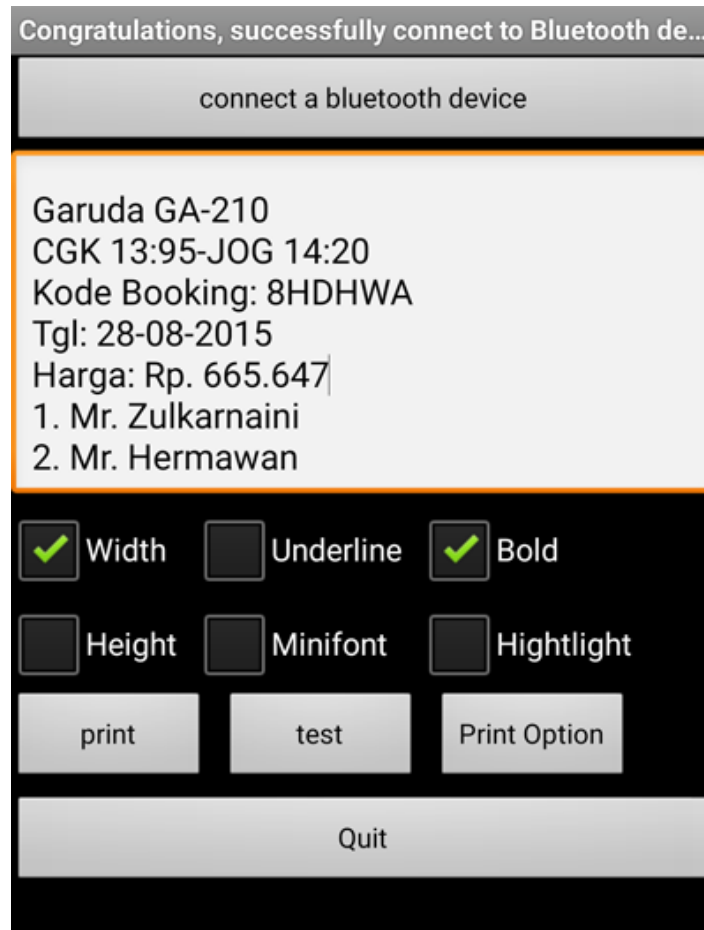 Congratulations, successfully connect to Bluetooth de...
connect a bluetooth device
Garuda GA-210
CGK 13:95-JOG 14:20
Kode Booking: 8HDHWA
Tgl: 28-08-2015
Harga: Rp. 665.647
1. Mr. Zulkarnaini
2. Mr. Hermawan
Width Underline Bold
Height Minifont Hightlight
print test Print Option
Quit